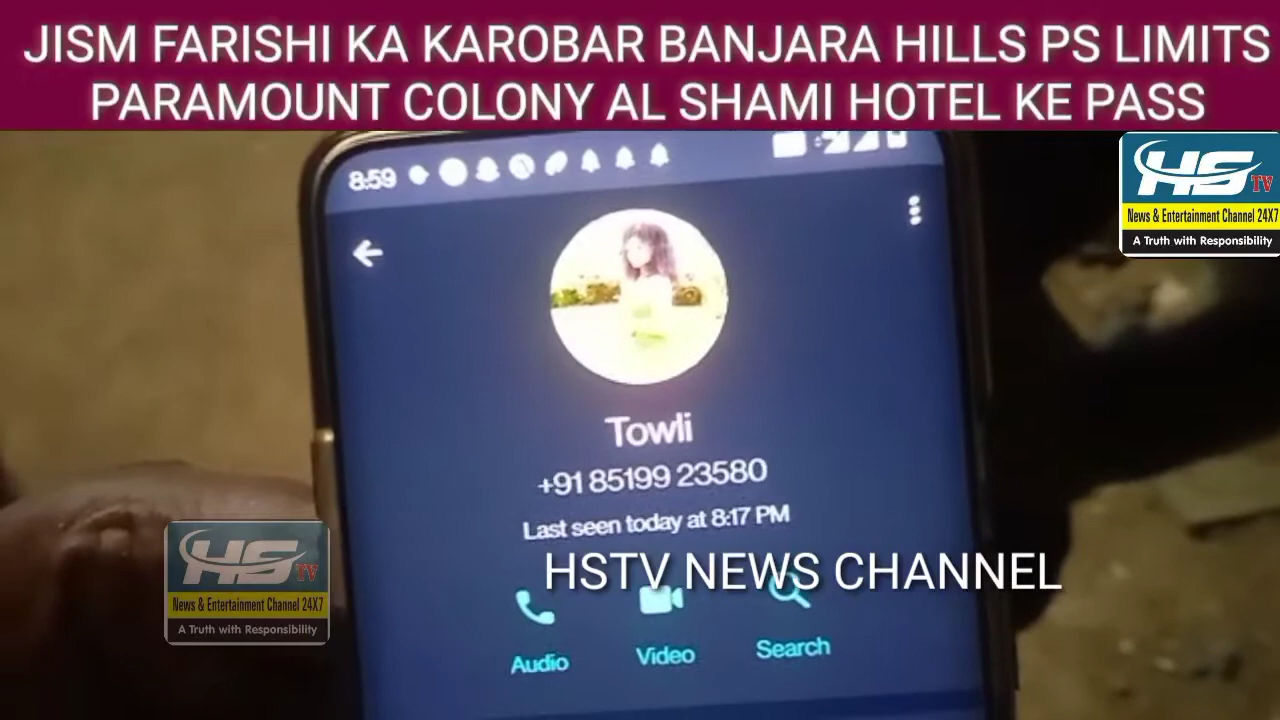 JISM FARISHI KA KAROBAR BANJARA HILLS PS LIMITS
PARAMOUNT COLONY AL SHAMI HOTEL KE PASS
HS TV
News & Entertainment Channel 24X7
A Truth with Responsibility
8:59
Towli
+91 85199 23580
Last seen today at 8:17 PM
HSTV NEWS CHANNEL
Audio
Video
Search
HS TV
News & Entertainment Channel 24X7
A Truth with Responsibility